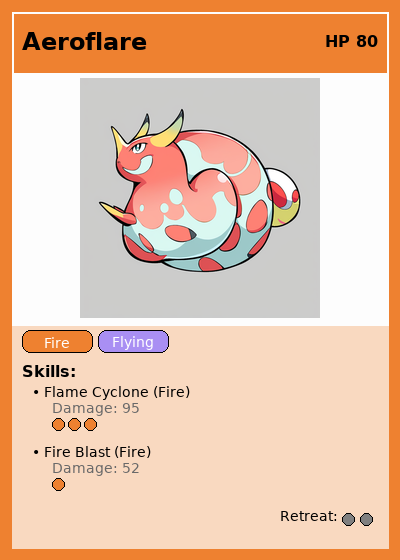 Aeroflare
HP 80
Fire
Flying
Skills:
• Flame Cyclone (Fire)
Damage: 95
• Fire Blast (Fire)
Damage: 52
Retreat: